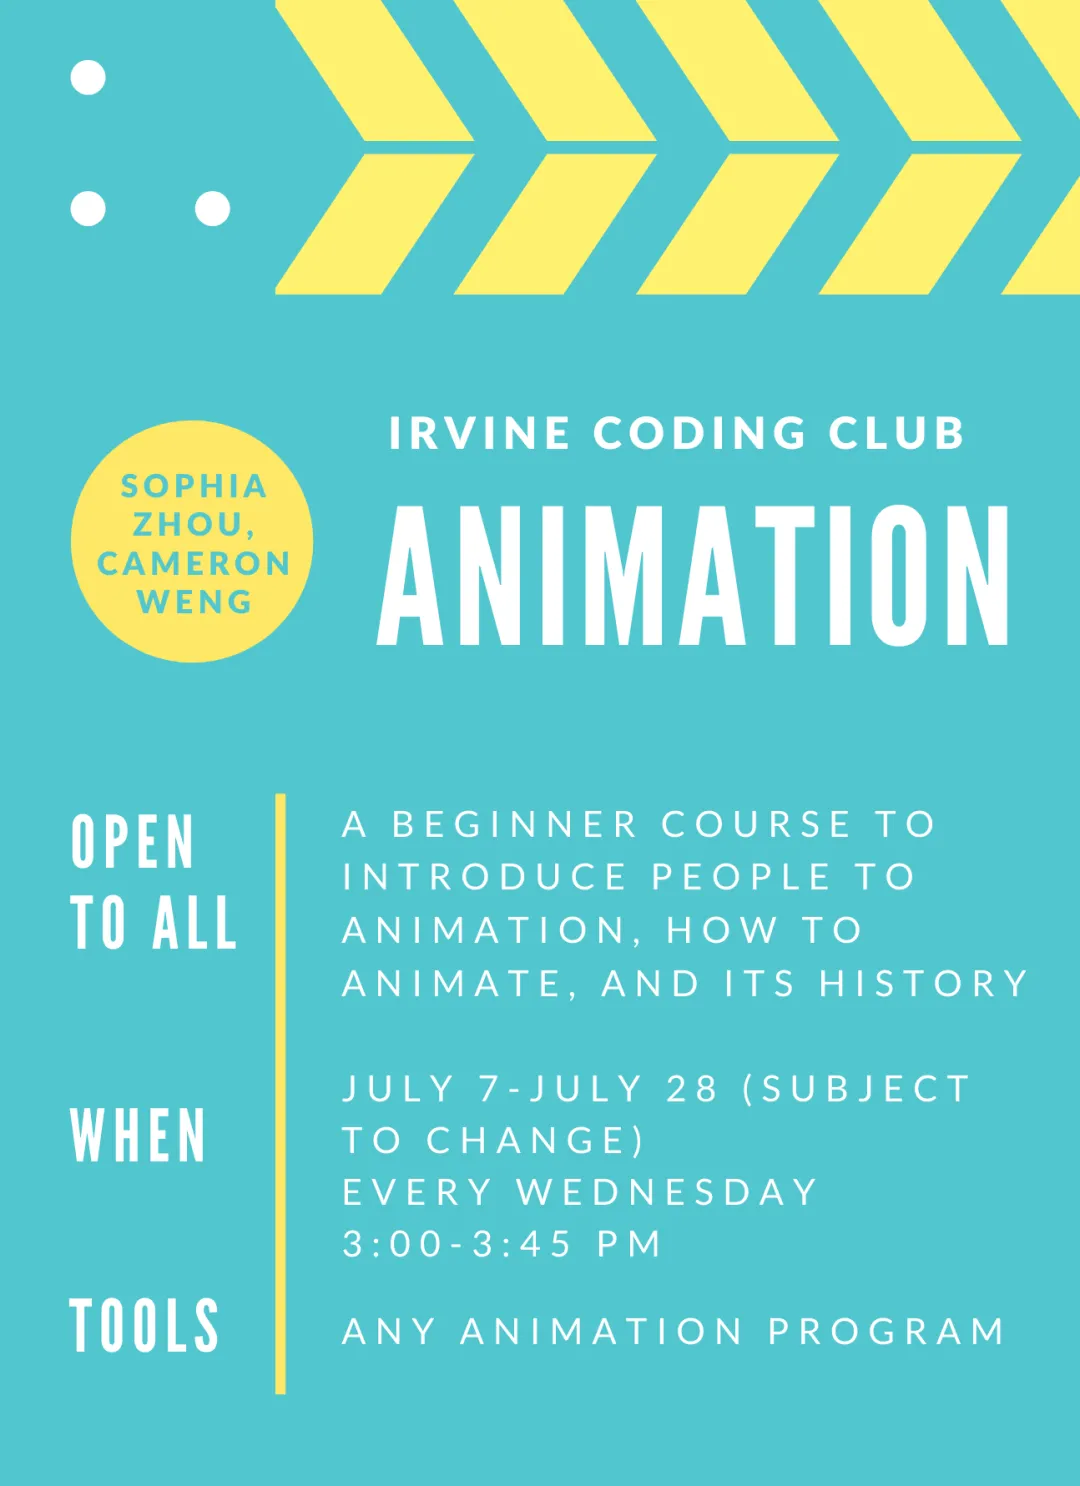 IRVINE CODING CLUB
SOPHIA
ZHOU,
CAMERON
WENG
ANIMATION
OPEN
TO ALL
A BEGINNER COURSE TO
INTRODUCE PEOPLE TO
ANIMATION, HOW TO
ANIMATE, AND ITS HISTORY
WHEN
JULY 7-JULY 28 (SUBJECT
TO CHANGE)
EVERY WEDNESDAY
3:00-3:45 PM
TOOLS
ANY ANIMATION PROGRAM